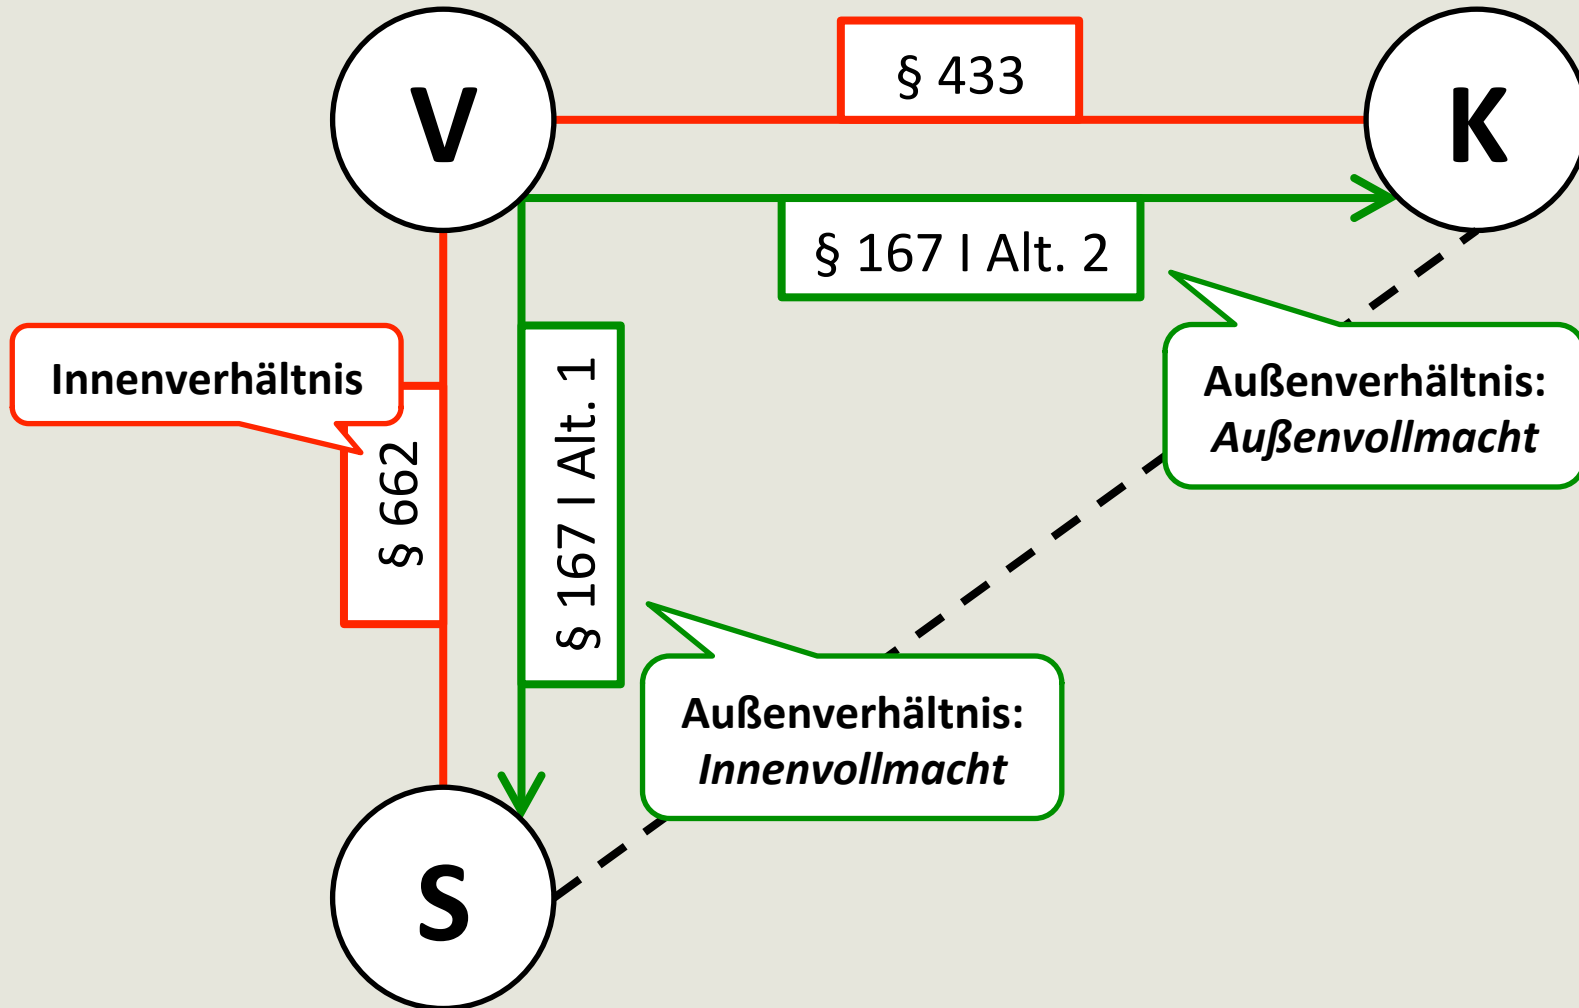 V
§ 433
K
§ 167 I Alt. 2
Innenverhältnis
§ 662
§ 167 I Alt. 1
Außenverhältnis:
Außenvollmacht
Außenverhältnis:
Innenvollmacht
S